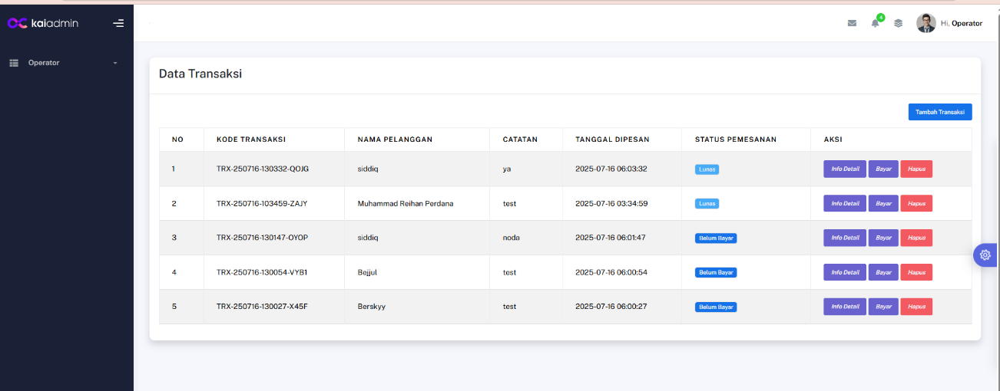 kaiadmin
4
Hi, Operator
Operator
Data Transaksi
Tambah Transaksi
NO KODE TRANSAKSI NAMA PELANGGAN CATATAN TANGGAL DIPESAN STATUS PEMESANAN AKSI
1 TRX-250716-130332-QOJG siddiq ya 2025-07-16 06:03:32 Lunas Info Detail Bayar Hapus
2 TRX-250716-103459-ZAJY Muhammad Reihan Perdana test 2025-07-16 03:34:59 Lunas Info Detail Bayar Hapus
3 TRX-250716-130147-OYOP siddiq noda 2025-07-16 06:01:47 Belum Bayar Info Detail Bayar Hapus
4 TRX-250716-130054-VYB1 Bejjul test 2025-07-16 06:00:54 Belum Bayar Info Detail Bayar Hapus
5 TRX-250716-130027-X45F Berskyy test 2025-07-16 06:00:27 Belum Bayar Info Detail Bayar Hapus